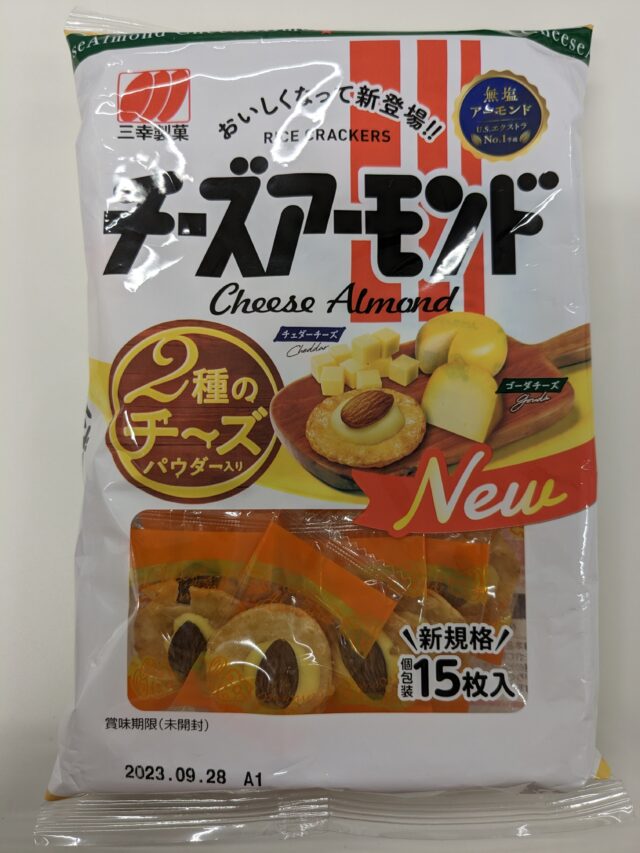 eAlmond Cheese
Cheese
三幸製菓
おいしくなって新登場!!
RICE CRACKERS
無塩
アーモンド
U.S.エクストラ
No.1
チーズアーモンド
Cheese Almond
チェダーチーズ
Cheddar
ゴーダチーズ
gouda
2種の
チーズ
パウダー入り
New
新規格
個包装
15枚入
賞味期限(未開封)
2023.09.28 A1